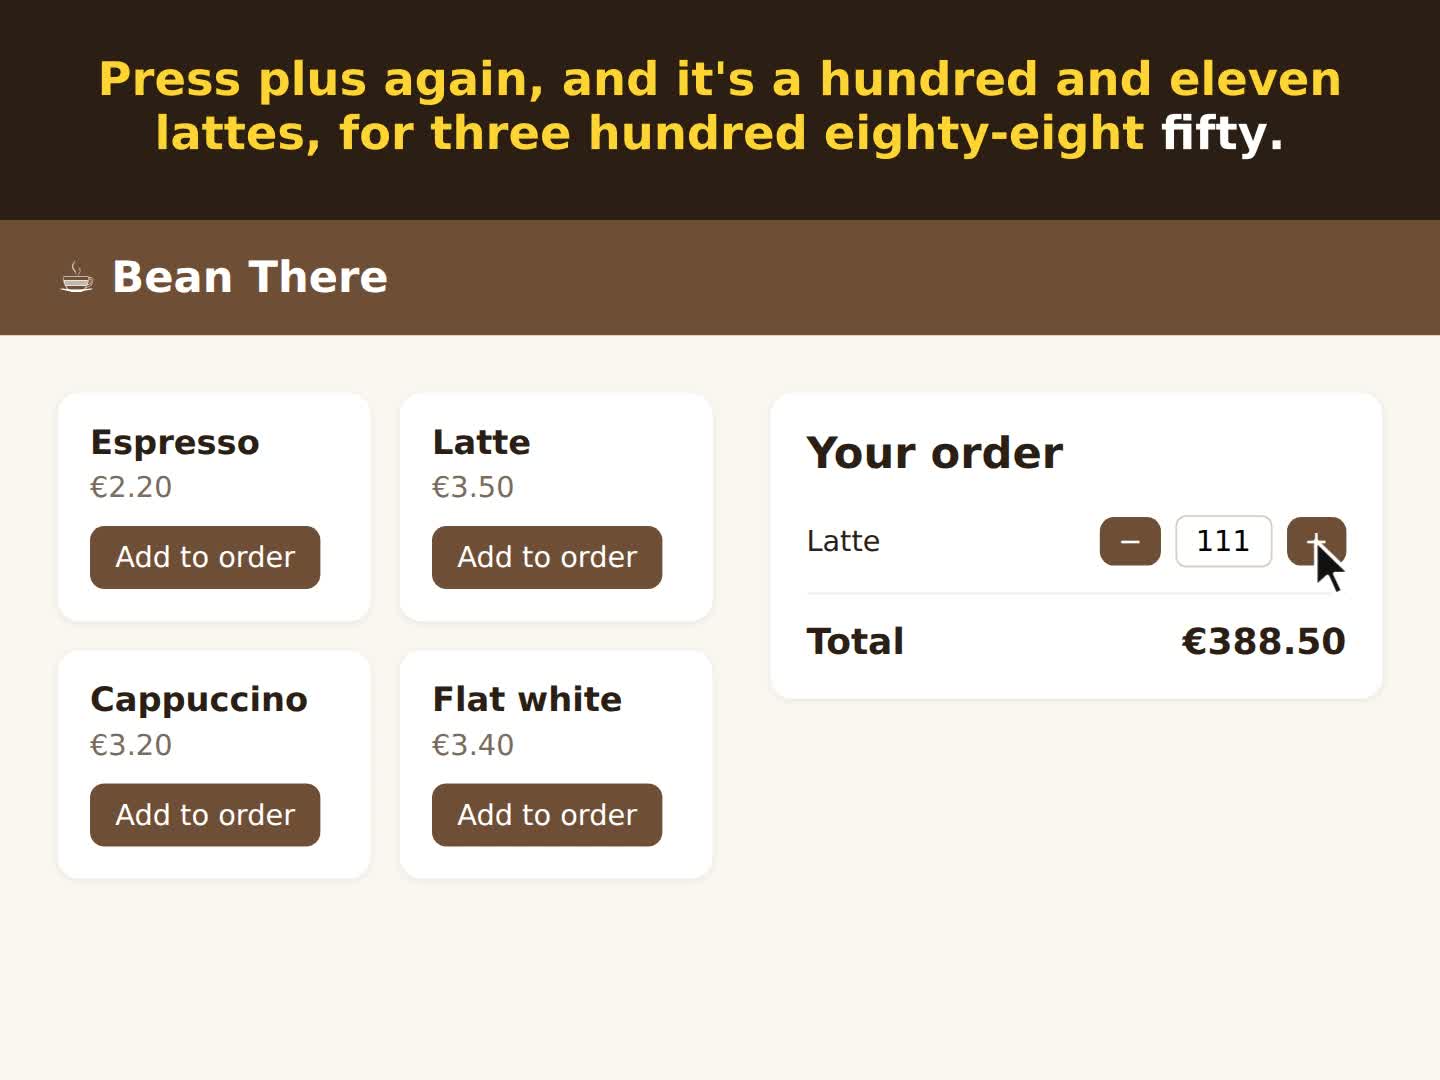 Press plus again, and it's a hundred and eleven
lattes, for three hundred eighty-eight fifty.
☕ Bean There
Espresso
€2.20
Add to order
Latte
€3.50
Add to order
Cappuccino
€3.20
Add to order
Flat white
€3.40
Add to order
Your order
Latte − 111 +
Total €388.50